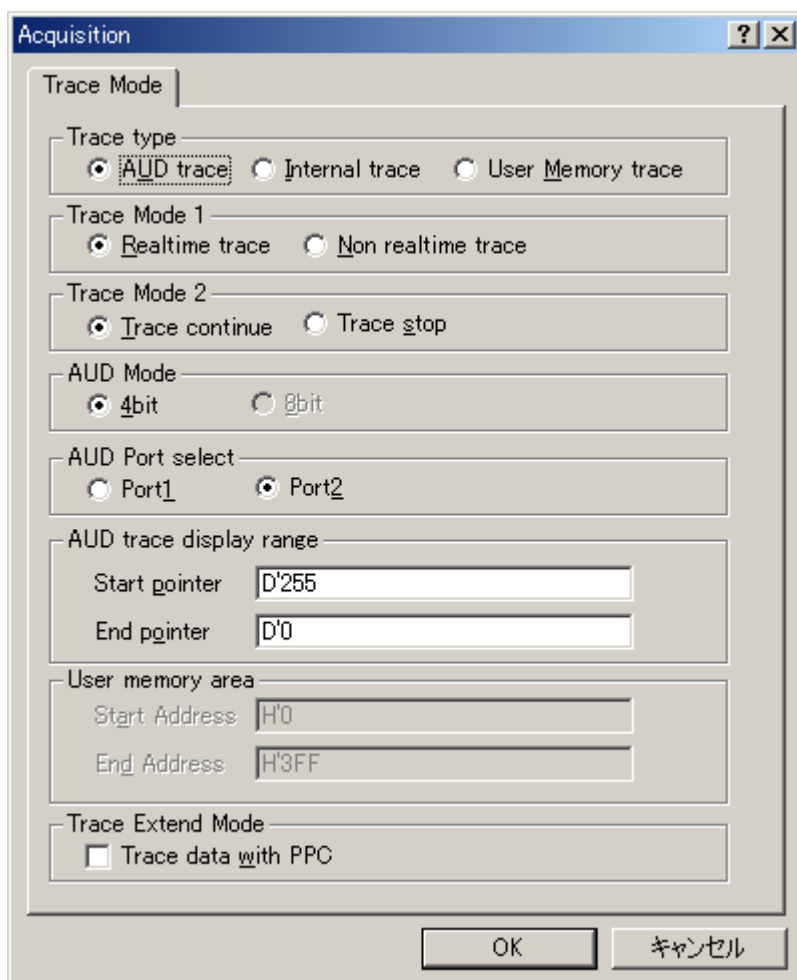 Acquisition
Trace Mode
Trace type
AUD trace Internal trace User Memory trace
Trace Mode 1
Realtime trace Non realtime trace
Trace Mode 2
Trace continue Trace stop
AUD Mode
4bit 8bit
AUD Port select
Port1 Port2
AUD trace display range
Start pointer D'255
End pointer D'0
User memory area
Start Address H'0
End Address H'3FF
Trace Extend Mode
Trace data with PPC
OK キャンセル